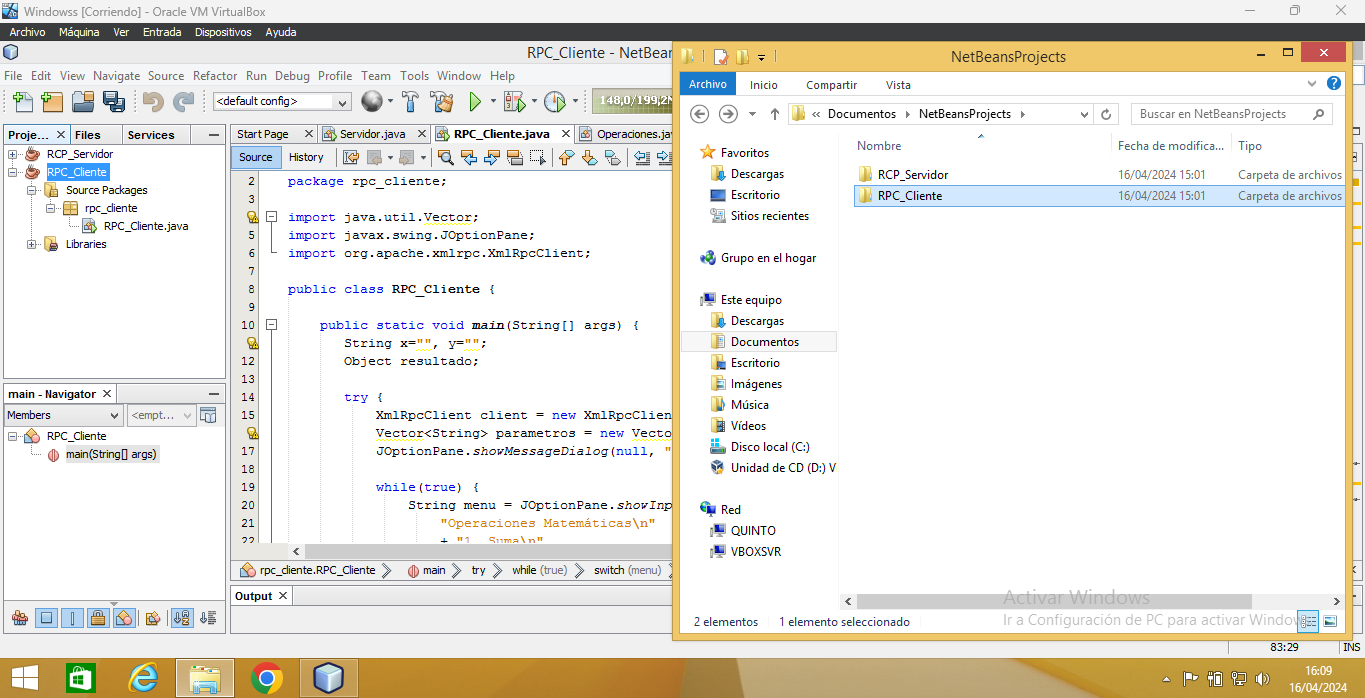 Windowss [Corriendo] - Oracle VM VirtualBox
Archivo Máquina Ver Entrada Dispositivos Ayuda
RPC_Cliente - NetBean
File Edit View Navigate Source Refactor Run Debug Profile Team Tools Window Help
<default config> 148,0/199,2M
Proje... Files Services
RCP_Servidor
RPC_Cliente
Source Packages
rpc_cliente
RPC_Cliente.java
Libraries
main - Navigator
Members <empt...
RPC_Cliente
main(String[] args)
Start Page Servidor.java RPC_Cliente.java Operaciones.ja
Source History
2 package rpc_cliente;
3
import java.util.Vector;
5 import javax.swing.JOptionPane;
6 import org.apache.xmlrpc.XmlRpcClient;
7
8 public class RPC_Cliente {
9
10 public static void main(String[] args) {
String x="", y="";
12 Object resultado;
13
14 try {
15 XmlRpcClient client = new XmlRpcClien
Vector<String> parametros = new Vecto
17 JOptionPane.showMessageDialog(null, "
18
19 while(true) {
20 String menu = JOptionPane.showInp
21 "Operaciones Matemáticas\n"
22 + "1. Suma\n"
rpc_cliente.RPC_Cliente main try while (true) switch (menu)
Output
NetBeansProjects
Archivo Inicio Compartir Vista
« Documentos NetBeansProjects Buscar en NetBeansProjects
Favoritos
Descargas
Escritorio
Sitios recientes
Grupo en el hogar
Este equipo
Descargas
Documentos
Escritorio
Imágenes
Música
Vídeos
Disco local (C:)
Unidad de CD (D:) V
Red
QUINTO
VBOXSVR
Nombre Fecha de modifica... Tipo
RCP_Servidor 16/04/2024 15:01 Carpeta de archivos
RPC_Cliente 16/04/2024 15:01 Carpeta de archivos
Activar Windows
Ir a Configuración de PC para activar Windows
2 elementos 1 elemento seleccionado
83:29 INS
16:09
16/04/2024